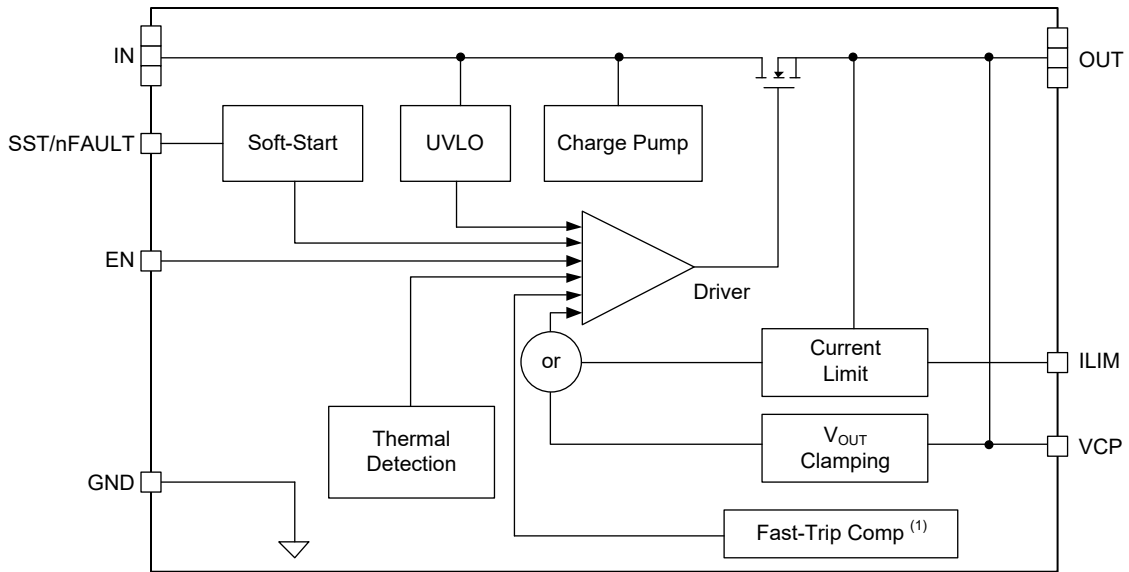 IN
OUT
SST/nFAULT
Soft-Start
UVLO
Charge Pump
EN
Driver
or
Current
Limit
ILIM
Thermal
Detection
VOUT
Clamping
VCP
GND
Fast-Trip Comp (1)